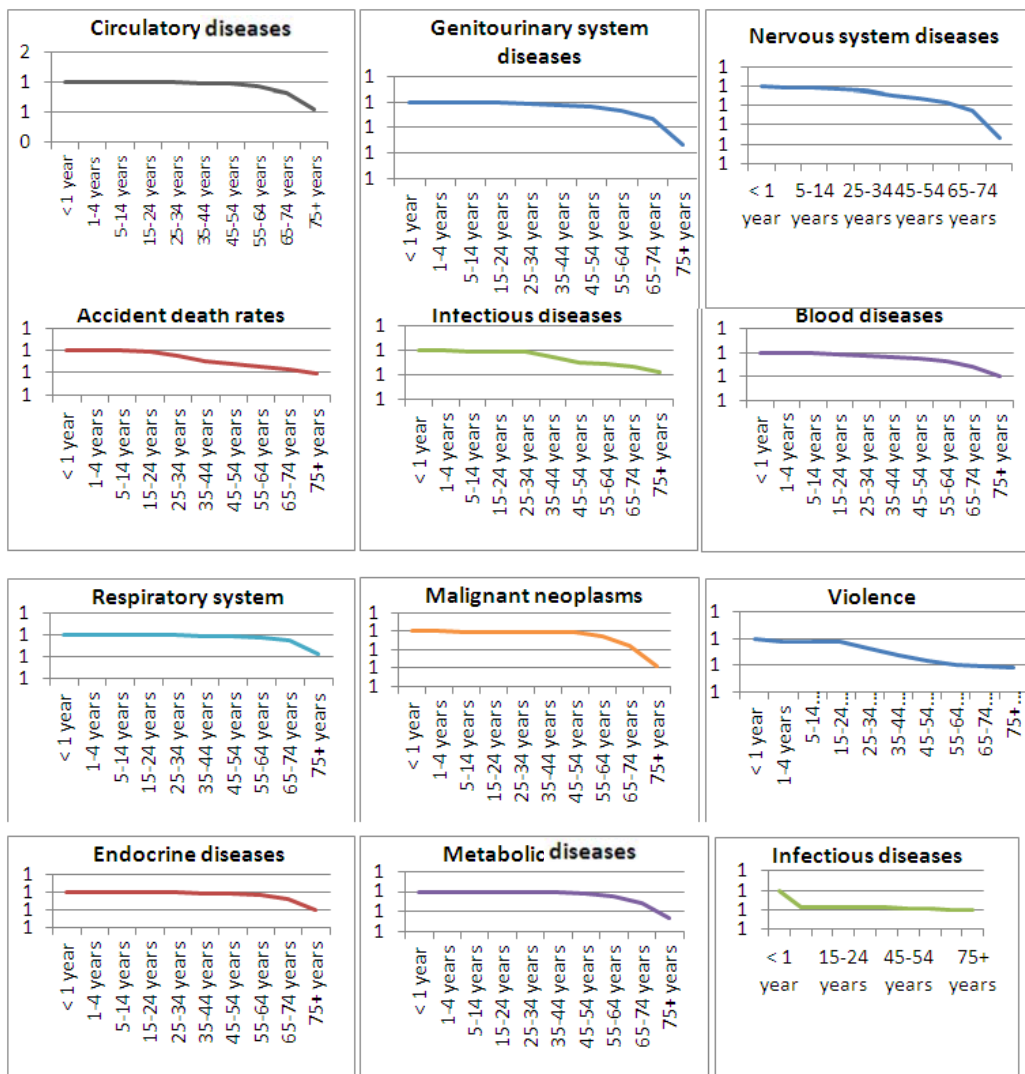 Circulatory diseases
2
1
1
0
< 1 year
1-4 years
5-14 years
15-24 years
25-34 years
35-44 years
45-54 years
55-64 years
65-74 years
75+ years
Genitourinary system
diseases
1
1
1
1
1
< 1 year
1-4 years
5-14 years
15-24 years
25-34 years
35-44 years
45-54 years
55-64 years
65-74 years
75+ years
Nervous system diseases
1
1
1
1
1
1
< 1 5-14 25-34 45-54 65-74
year years years years years
Accident death rates
1
1
1
1
< 1 year
1-4 years
5-14 years
15-24 years
25-34 years
35-44 years
45-54 years
55-64 years
65-74 years
75+ years
Infectious diseases
1
1
1
1
< 1 year
1-4 years
5-14 years
15-24 years
25-34 years
35-44 years
45-54 years
55-64 years
65-74 years
75+ years
Blood diseases
1
1
1
1
< 1 year
1-4 years
5-14 years
15-24 years
25-34 years
35-44 years
45-54 years
55-64 years
65-74 years
75+ years
Respiratory system
1
1
1
1
< 1 year
1-4 years
5-14 years
15-24 years
25-34 years
35-44 years
45-54 years
55-64 years
65-74 years
75+ years
Malignant neoplasms
1
1
1
1
1
< 1 year
1-4 years
5-14 years
15-24 years
25-34 years
35-44 years
45-54 years
55-64 years
65-74 years
75+ years
Violence
1
1
1
< 1 year
1-4 years
5-14...
15-24...
25-34...
35-44...
45-54...
55-64...
65-74...
75+...
Endocrine diseases
1
1
1
1
< 1 year
1-4 years
5-14 years
15-24 years
25-34 years
35-44 years
45-54 years
55-64 years
65-74 years
75+ years
Metabolic diseases
1
1
1
1
< 1 year
1-4 years
5-14 years
15-24 years
25-34 years
35-44 years
45-54 years
55-64 years
65-74 years
75+ years
Infectious diseases
1
1
1
1
< 1 15-24 45-54 75+
year years years years